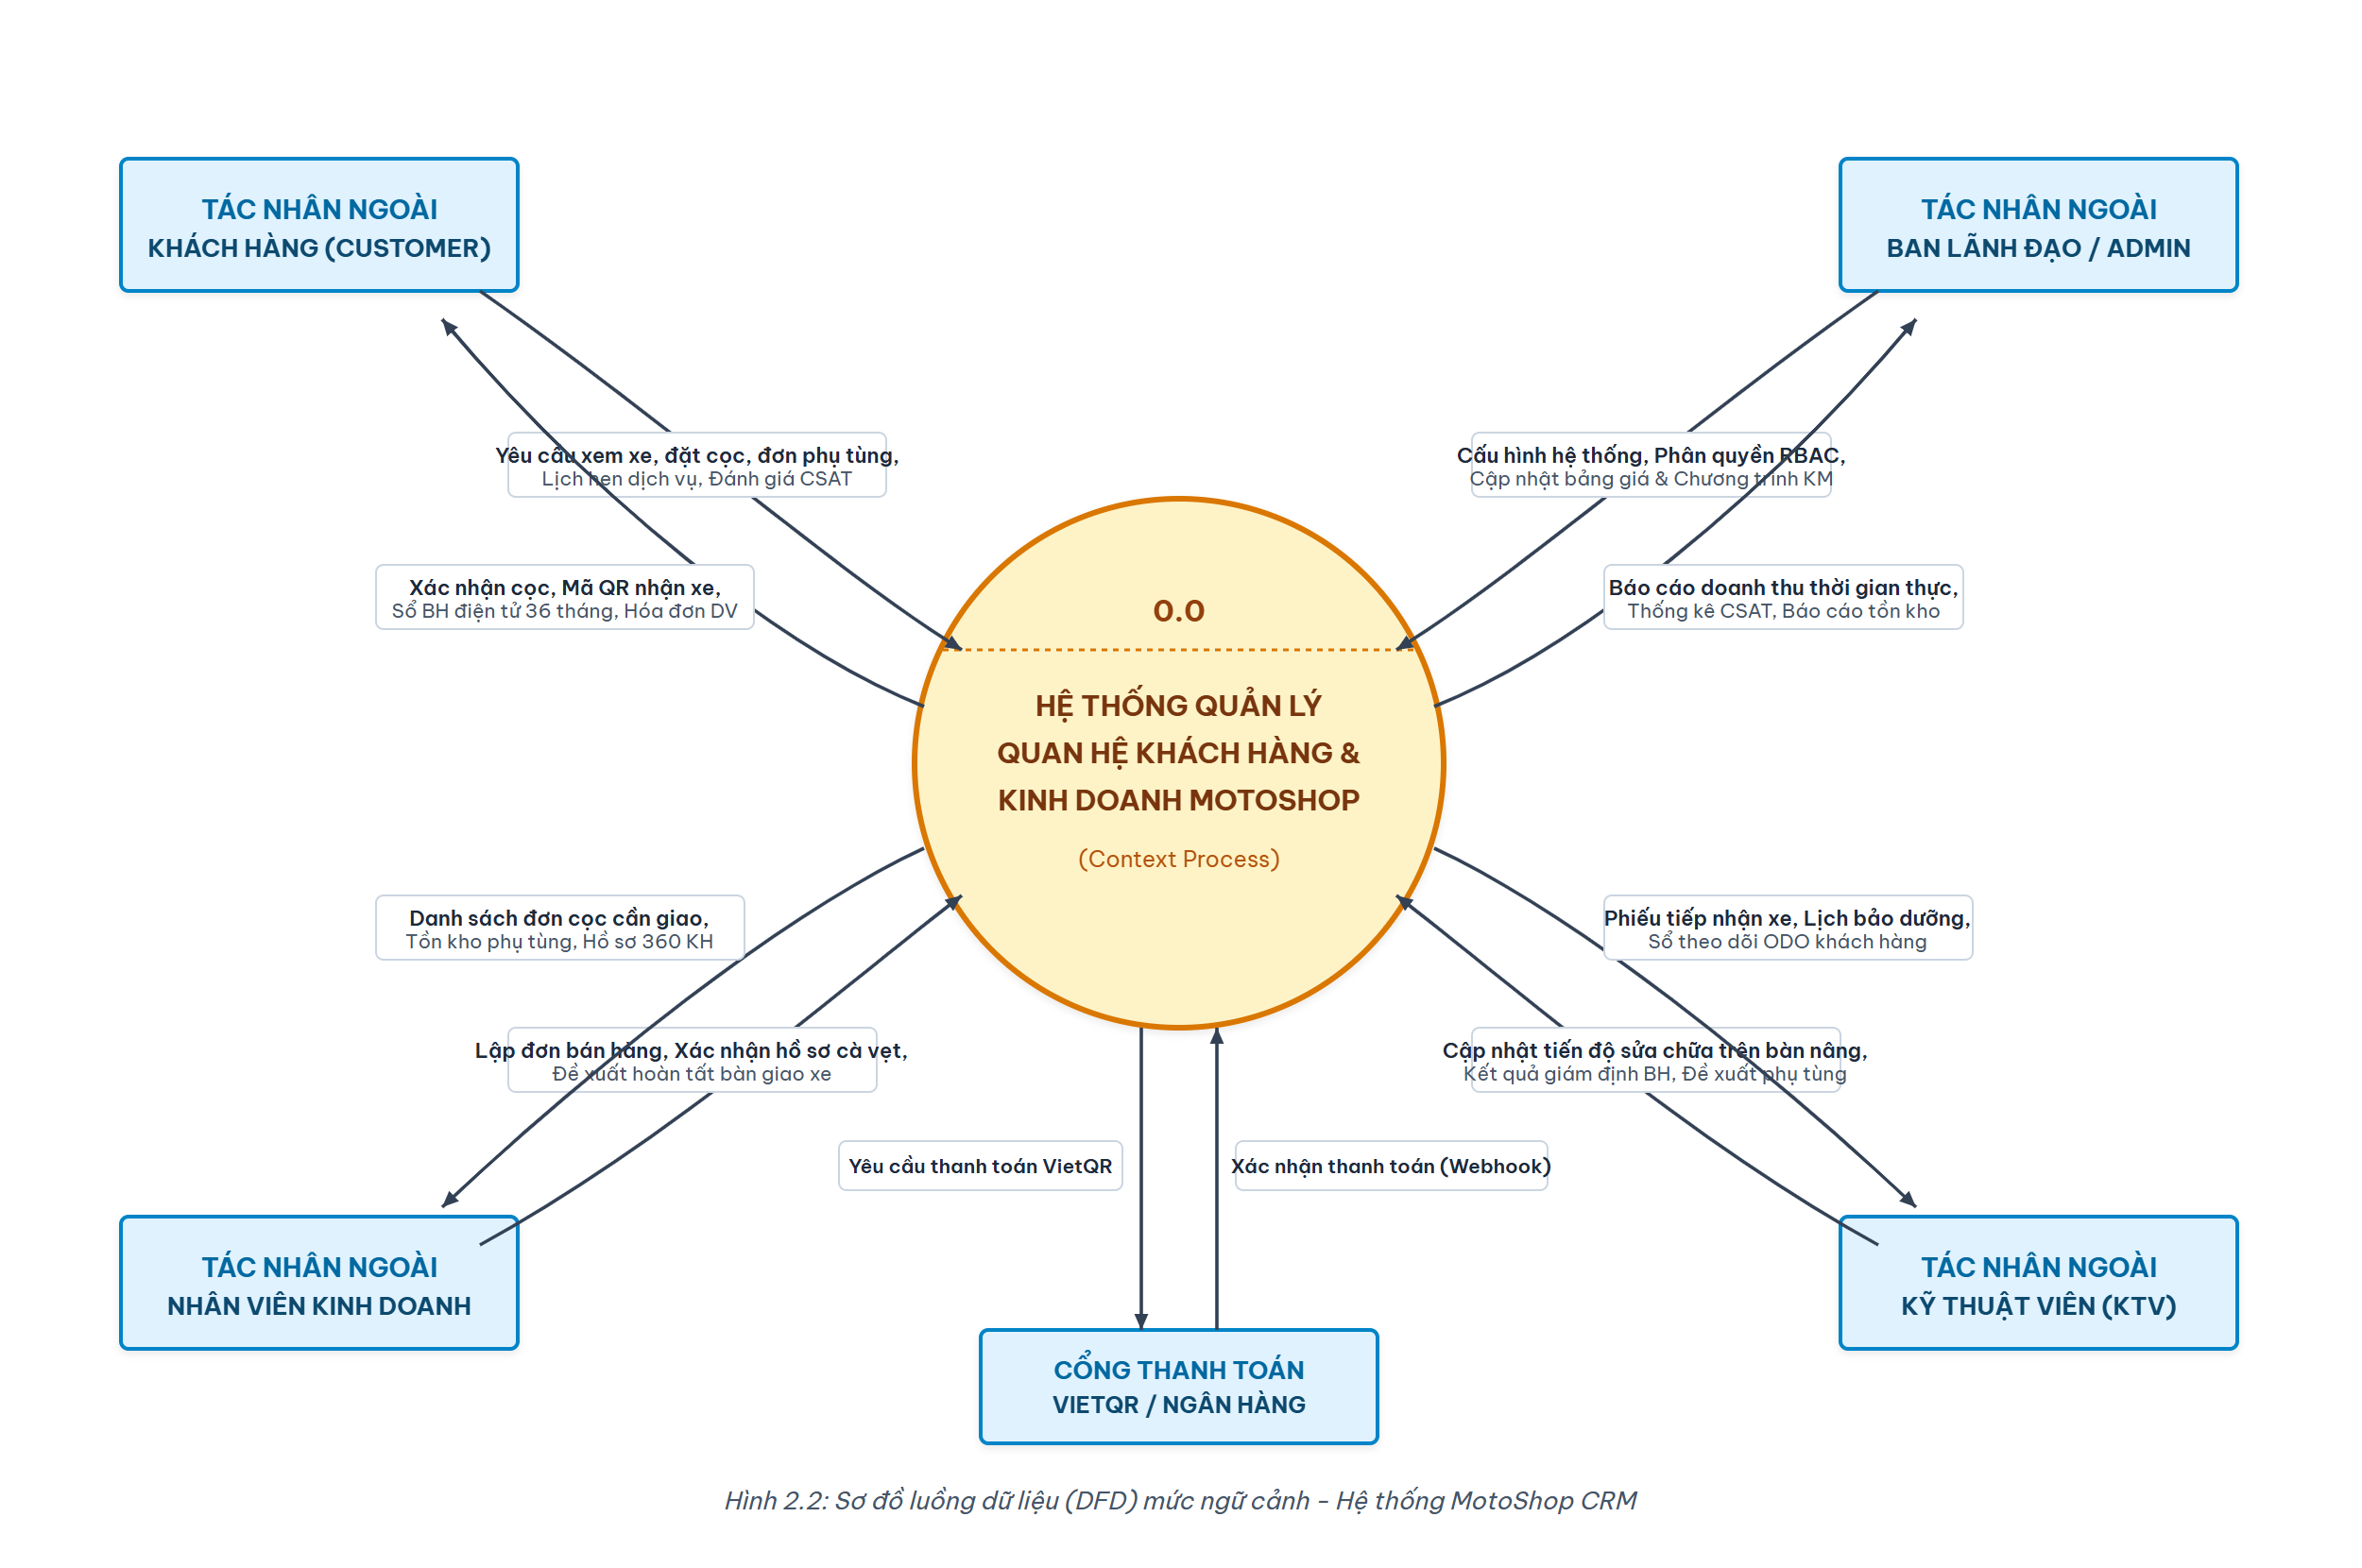 TÁC NHÂN NGOÀI
KHÁCH HÀNG (CUSTOMER)
TÁC NHÂN NGOÀI
BAN LÃNH ĐẠO / ADMIN
Yêu cầu xem xe, đặt cọc, đơn phụ tùng,
Lịch hẹn dịch vụ, Đánh giá CSAT
Cấu hình hệ thống, Phân quyền RBAC,
Cập nhật bảng giá & Chương trình KM
Xác nhận cọc, Mã QR nhận xe,
Sổ BH điện tử 36 tháng, Hóa đơn DV
Báo cáo doanh thu thời gian thực,
Thống kê CSAT, Báo cáo tồn kho
0.0
HỆ THỐNG QUẢN LÝ
QUAN HỆ KHÁCH HÀNG &
KINH DOANH MOTOSHOP
(Context Process)
Danh sách đơn cọc cần giao,
Tồn kho phụ tùng, Hồ sơ 360 KH
Phiếu tiếp nhận xe, Lịch bảo dưỡng,
Sổ theo dõi ODO khách hàng
Lập đơn bán hàng, Xác nhận hồ sơ cà vẹt,
Đề xuất hoàn tất bàn giao xe
Cập nhật tiến độ sửa chữa trên bàn nâng,
Kết quả giám định BH, Đề xuất phụ tùng
Yêu cầu thanh toán VietQR
Xác nhận thanh toán (Webhook)
TÁC NHÂN NGOÀI
NHÂN VIÊN KINH DOANH
TÁC NHÂN NGOÀI
KỸ THUẬT VIÊN (KTV)
CỔNG THANH TOÁN
VIETQR / NGÂN HÀNG
Hình 2.2: Sơ đồ luồng dữ liệu (DFD) mức ngữ cảnh - Hệ thống MotoShop CRM